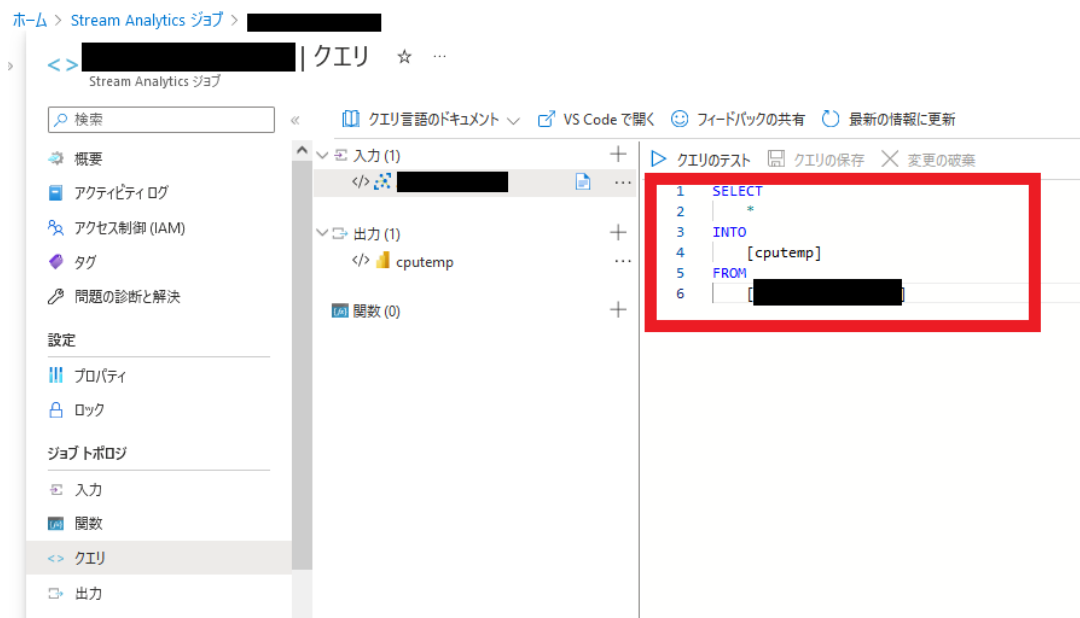 ホーム > Stream Analytics ジョブ >
| クエリ ☆ …
Stream Analytics ジョブ
検索
«
クエリ言語のドキュメント
VS Code で開く
フィードバックの共有
最新の情報に更新
概要
アクティビティ ログ
アクセス制御 (IAM)
タグ
問題の診断と解決
設定
プロパティ
ロック
ジョブ トポロジ
入力
関数
クエリ
出力
入力 (1)
出力 (1)
cputemp
関数 (0)
クエリのテスト
クエリの保存
変更の破棄
1 SELECT
2 *
3 INTO
4 [cputemp]
5 FROM
6 [ ]